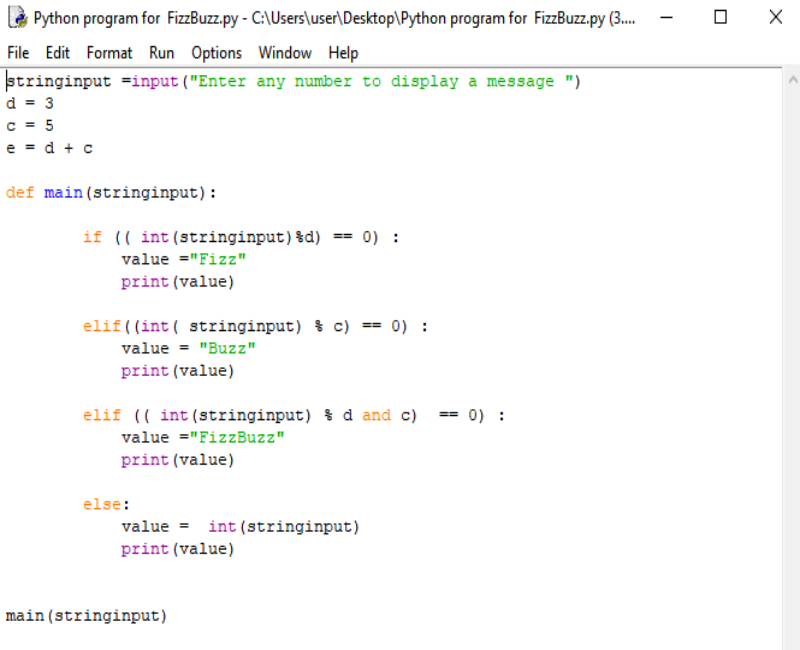 Python program for FizzBuzz.py - C:\Users\user\Desktop\Python program for FizzBuzz.py (3....
File Edit Format Run Options Window Help
stringinput =input("Enter any number to display a message ")
d = 3
c = 5
e = d + c
def main(stringinput):
if (( int(stringinput)%d) == 0) :
value ="Fizz"
print(value)
elif((int( stringinput) % c) == 0) :
value = "Buzz"
print(value)
elif (( int(stringinput) % d and c)  == 0) :
value ="FizzBuzz"
print(value)
else:
value =  int(stringinput)
print(value)
main(stringinput)